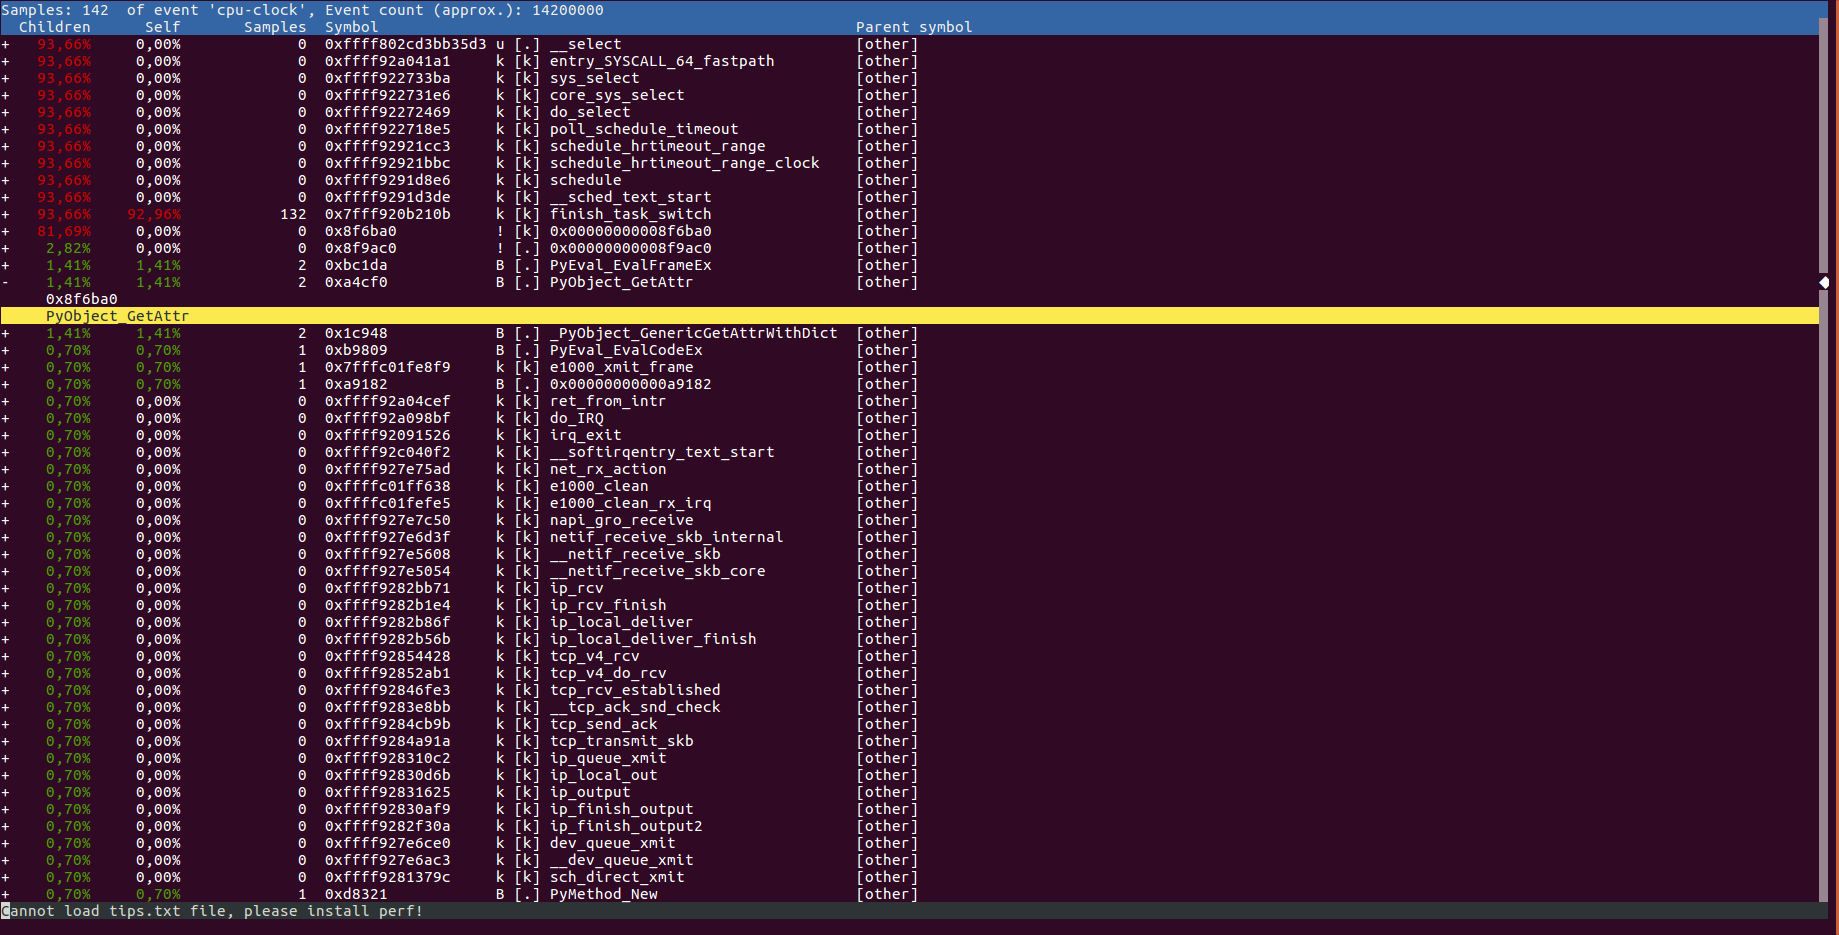 Samples: 142  of event 'cpu-clock', Event count (approx.): 14200000
  Children      Self       Samples  Symbol                                                     Parent symbol
+   93,66%     0,00%             0  0xffff802cd3bb35d3 u [.] __select                          [other]
+   93,66%     0,00%             0  0xffff92a041a1     k [k] entry_SYSCALL_64_fastpath         [other]
+   93,66%     0,00%             0  0xffff922733ba     k [k] sys_select                        [other]
+   93,66%     0,00%             0  0xffff922731e6     k [k] core_sys_select                   [other]
+   93,66%     0,00%             0  0xffff92272469     k [k] do_select                         [other]
+   93,66%     0,00%             0  0xffff922718e5     k [k] poll_schedule_timeout             [other]
+   93,66%     0,00%             0  0xffff92921cc3     k [k] schedule_hrtimeout_range          [other]
+   93,66%     0,00%             0  0xffff92921bbc     k [k] schedule_hrtimeout_range_clock    [other]
+   93,66%     0,00%             0  0xffff9291d8e6     k [k] schedule                          [other]
+   93,66%     0,00%             0  0xffff9291d3de     k [k] __sched_text_start                [other]
+   93,66%    92,96%           132  0x7fff920b210b     k [k] finish_task_switch                [other]
+   81,69%     0,00%             0  0x8f6ba0           ! [k] 0x00000000008f6ba0                [other]
+    2,82%     0,00%             0  0x8f9ac0           ! [.] 0x00000000008f9ac0                [other]
+    1,41%     1,41%             2  0xbc1da            B [.] PyEval_EvalFrameEx                [other]
-    1,41%     1,41%             2  0xa4cf0            B [.] PyObject_GetAttr                  [other]
     0x8f6ba0
     PyObject_GetAttr
+    1,41%     1,41%             2  0x1c948            B [.] _PyObject_GenericGetAttrWithDict  [other]
+    0,70%     0,70%             1  0xb9809            B [.] PyEval_EvalCodeEx                 [other]
+    0,70%     0,70%             1  0x7fffc01fe8f9     k [k] e1000_xmit_frame                  [other]
+    0,70%     0,70%             1  0xa9182            B [.] 0x00000000000a9182                [other]
+    0,70%     0,00%             0  0xffff92a04cef     k [k] ret_from_intr                     [other]
+    0,70%     0,00%             0  0xffff92a098bf     k [k] do_IRQ                            [other]
+    0,70%     0,00%             0  0xffff92091526     k [k] irq_exit                          [other]
+    0,70%     0,00%             0  0xffff92c040f2     k [k] __softirqentry_text_start         [other]
+    0,70%     0,00%             0  0xffff927e75ad     k [k] net_rx_action                     [other]
+    0,70%     0,00%             0  0xffffc01ff638     k [k] e1000_clean                       [other]
+    0,70%     0,00%             0  0xffffc01fefe5     k [k] e1000_clean_rx_irq                [other]
+    0,70%     0,00%             0  0xffff927e7c50     k [k] napi_gro_receive                  [other]
+    0,70%     0,00%             0  0xffff927e6d3f     k [k] netif_receive_skb_internal        [other]
+    0,70%     0,00%             0  0xffff927e5608     k [k] __netif_receive_skb               [other]
+    0,70%     0,00%             0  0xffff927e5054     k [k] __netif_receive_skb_core          [other]
+    0,70%     0,00%             0  0xffff9282bb71     k [k] ip_rcv                            [other]
+    0,70%     0,00%             0  0xffff9282b1e4     k [k] ip_rcv_finish                     [other]
+    0,70%     0,00%             0  0xffff9282b86f     k [k] ip_local_deliver                  [other]
+    0,70%     0,00%             0  0xffff9282b56b     k [k] ip_local_deliver_finish           [other]
+    0,70%     0,00%             0  0xffff92854428     k [k] tcp_v4_rcv                        [other]
+    0,70%     0,00%             0  0xffff92852ab1     k [k] tcp_v4_do_rcv                     [other]
+    0,70%     0,00%             0  0xffff92846fe3     k [k] tcp_rcv_established               [other]
+    0,70%     0,00%             0  0xffff9283e8bb     k [k] __tcp_ack_snd_check               [other]
+    0,70%     0,00%             0  0xffff9284cb9b     k [k] tcp_send_ack                      [other]
+    0,70%     0,00%             0  0xffff9284a91a     k [k] tcp_transmit_skb                  [other]
+    0,70%     0,00%             0  0xffff928310c2     k [k] ip_queue_xmit                     [other]
+    0,70%     0,00%             0  0xffff92830d6b     k [k] ip_local_out                      [other]
+    0,70%     0,00%             0  0xffff92831625     k [k] ip_output                         [other]
+    0,70%     0,00%             0  0xffff92830af9     k [k] ip_finish_output                  [other]
+    0,70%     0,00%             0  0xffff9282f30a     k [k] ip_finish_output2                 [other]
+    0,70%     0,00%             0  0xffff927e6ce0     k [k] dev_queue_xmit                    [other]
+    0,70%     0,00%             0  0xffff927e6ac3     k [k] __dev_queue_xmit                  [other]
+    0,70%     0,00%             0  0xffff9281379c     k [k] sch_direct_xmit                   [other]
+    0,70%     0,70%             1  0xd8321            B [.] PyMethod_New                      [other]
Cannot load tips.txt file, please install perf!